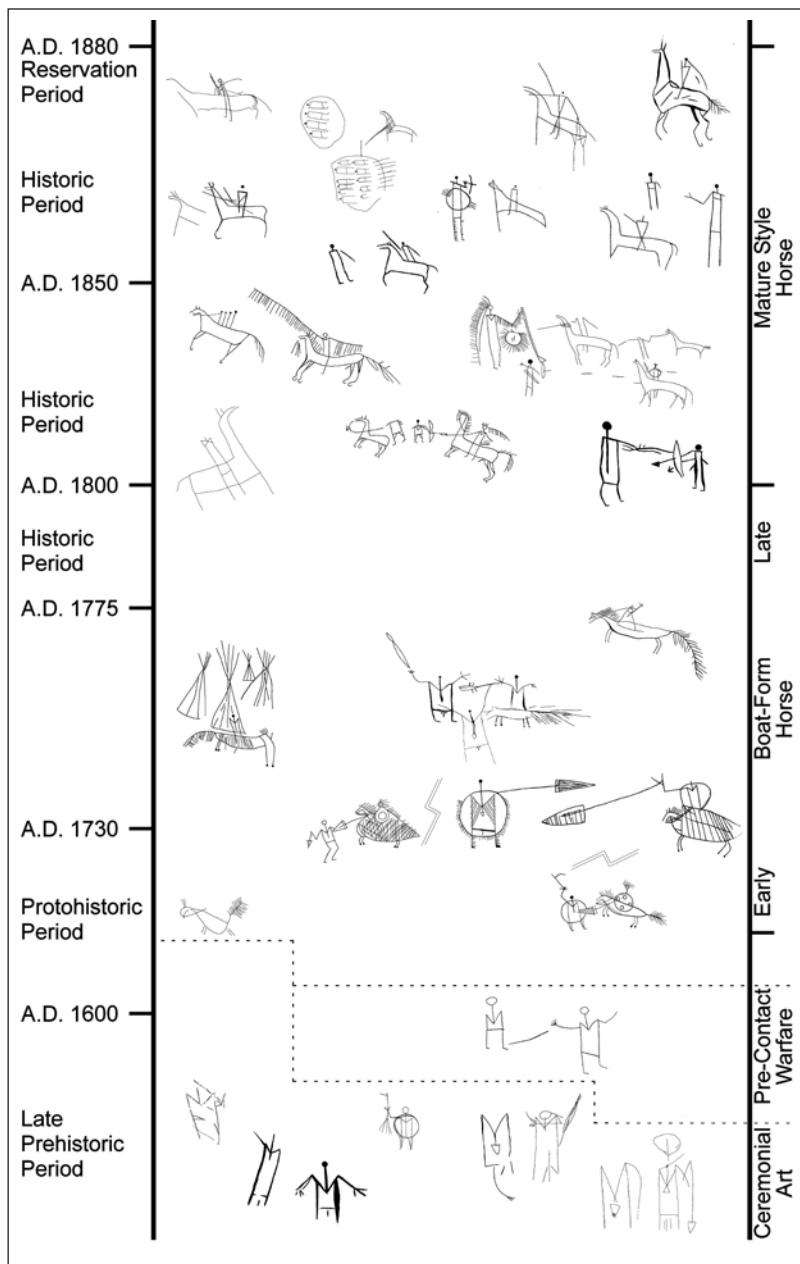 A.D. 1880
Reservation
Period
Historic
Period
A.D. 1850
Historic
Period
A.D. 1800
Historic
Period
A.D. 1775
A.D. 1730
Protohistoric
Period
A.D. 1600
Late
Prehistoric
Period
Mature Style
Horse
Late
Boat-Form
Horse
Early
Pre-Contact
Warfare
Ceremonial
Art